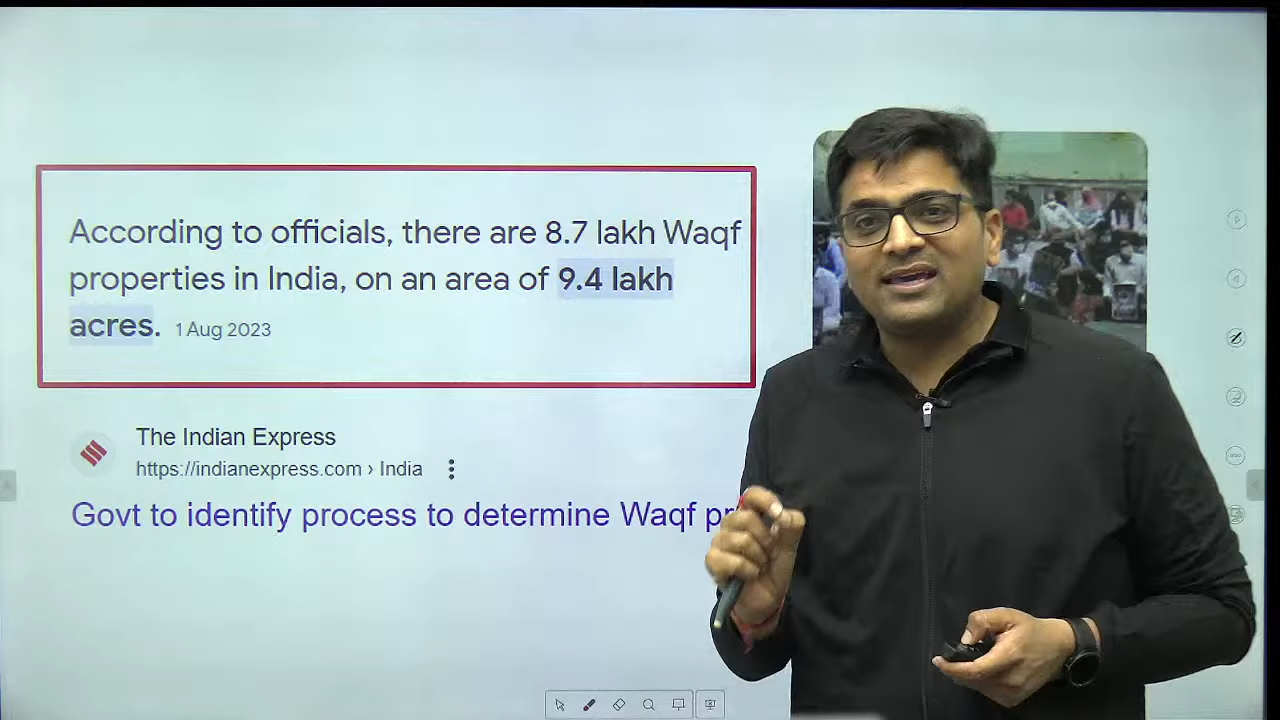 According to officials, there are 8.7 lakh Waqf
properties in India, on an area of 9.4 lakh
acres. 1 Aug 2023
The Indian Express
https://indianexpress.com › India
Govt to identify process to determine Waqf